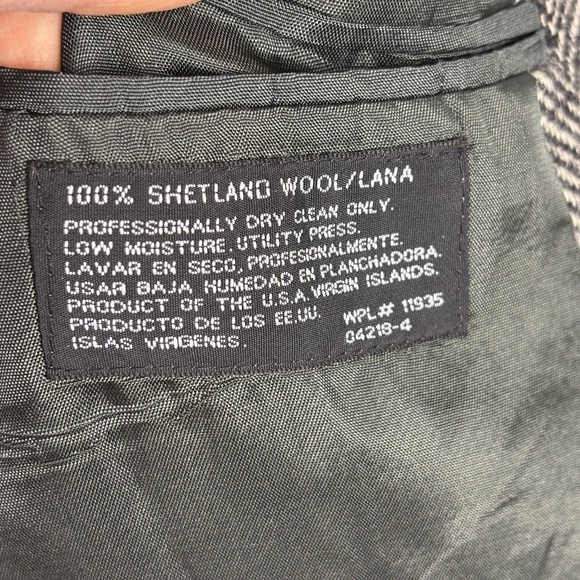 100% SHETLAND WOOL/LANA
PROFESSIONALLY DRY CLEAN ONLY.
LOW MOISTURE. UTILITY PRESS.
LAVAR EN SECO, PROFESIONALMENTE.
USAR BAJA HUMEDAD EN PLANCHADORA.
PRODUCT OF THE U.S.A. VIRGIN ISLANDS.
PRODUCTO DE LOS EE.UU. WPL# 11935
ISLAS VIRGENES. 04218-4